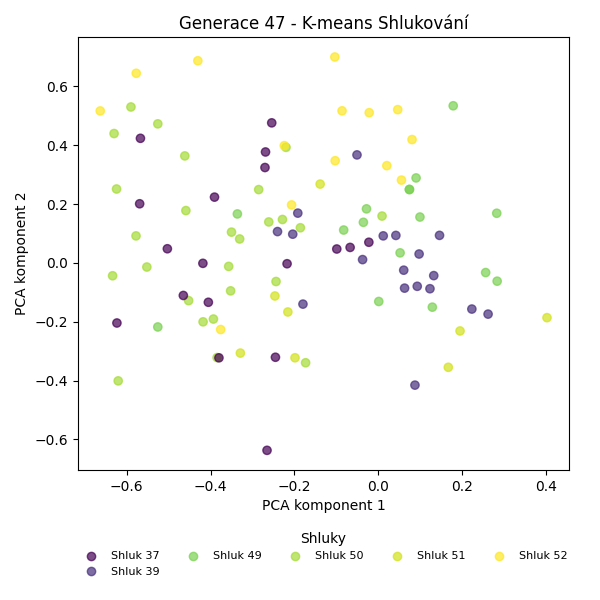 Generace 47 - K-means Shlukování
PCA komponent 2
0.6
0.4
0.2
0.0
−0.2
−0.4
−0.6
−0.6 −0.4 −0.2 0.0 0.2 0.4
PCA komponent 1
Shluky
Shluk 37 Shluk 49 Shluk 50 Shluk 51 Shluk 52
Shluk 39